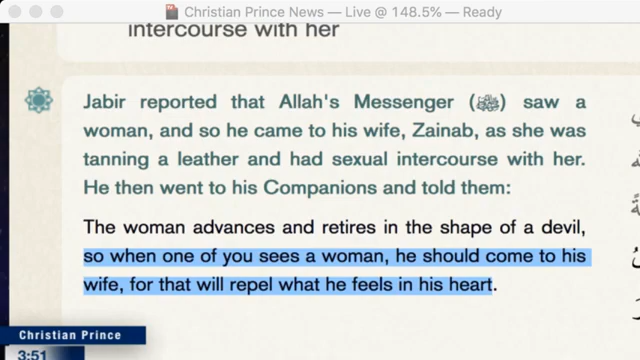 Christian Prince News — Live @ 148.5% — Ready
intercourse with her
Jabir reported that Allah's Messenger (ﷺ) saw a
woman, and so he came to his wife, Zainab, as she was
tanning a leather and had sexual intercourse with her.
He then went to his Companions and told them:
The woman advances and retires in the shape of a devil,
so when one of you sees a woman, he should come to his
wife, for that will repel what he feels in his heart.
Christian Prince
3:51